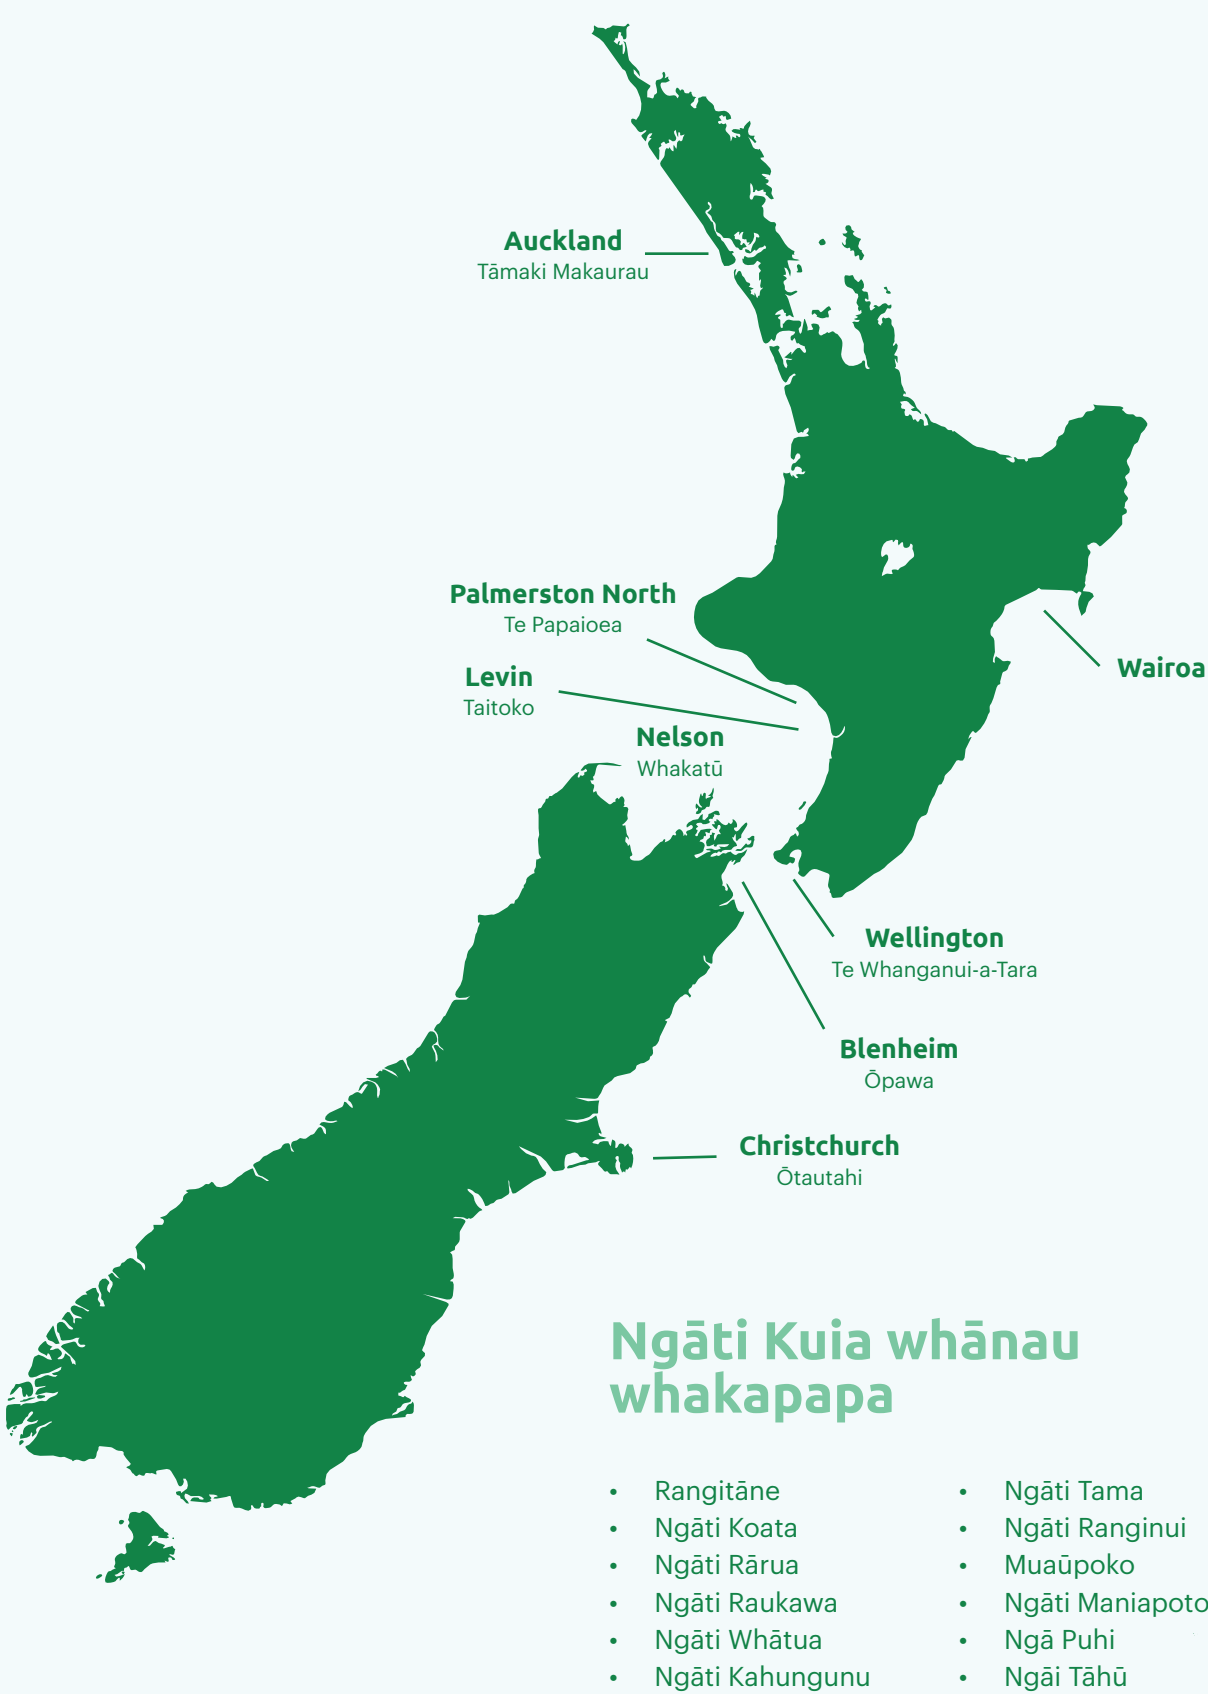 Auckland
Tāmaki Makaurau
Palmerston North
Te Papaioea
Levin
Taitoko
Wairoa
Nelson
Whakatū
Wellington
Te Whanganui-a-Tara
Blenheim
Ōpawa
Christchurch
Ōtautahi
Ngāti Kuia whānau
whakapapa
• Rangitāne
• Ngāti Koata
• Ngāti Rārua
• Ngāti Raukawa
• Ngāti Whātua
• Ngāti Kahungunu
• Ngāti Tama
• Ngāti Ranginui
• Muaūpoko
• Ngāti Maniapoto
• Ngā Puhi
• Ngāi Tāhū